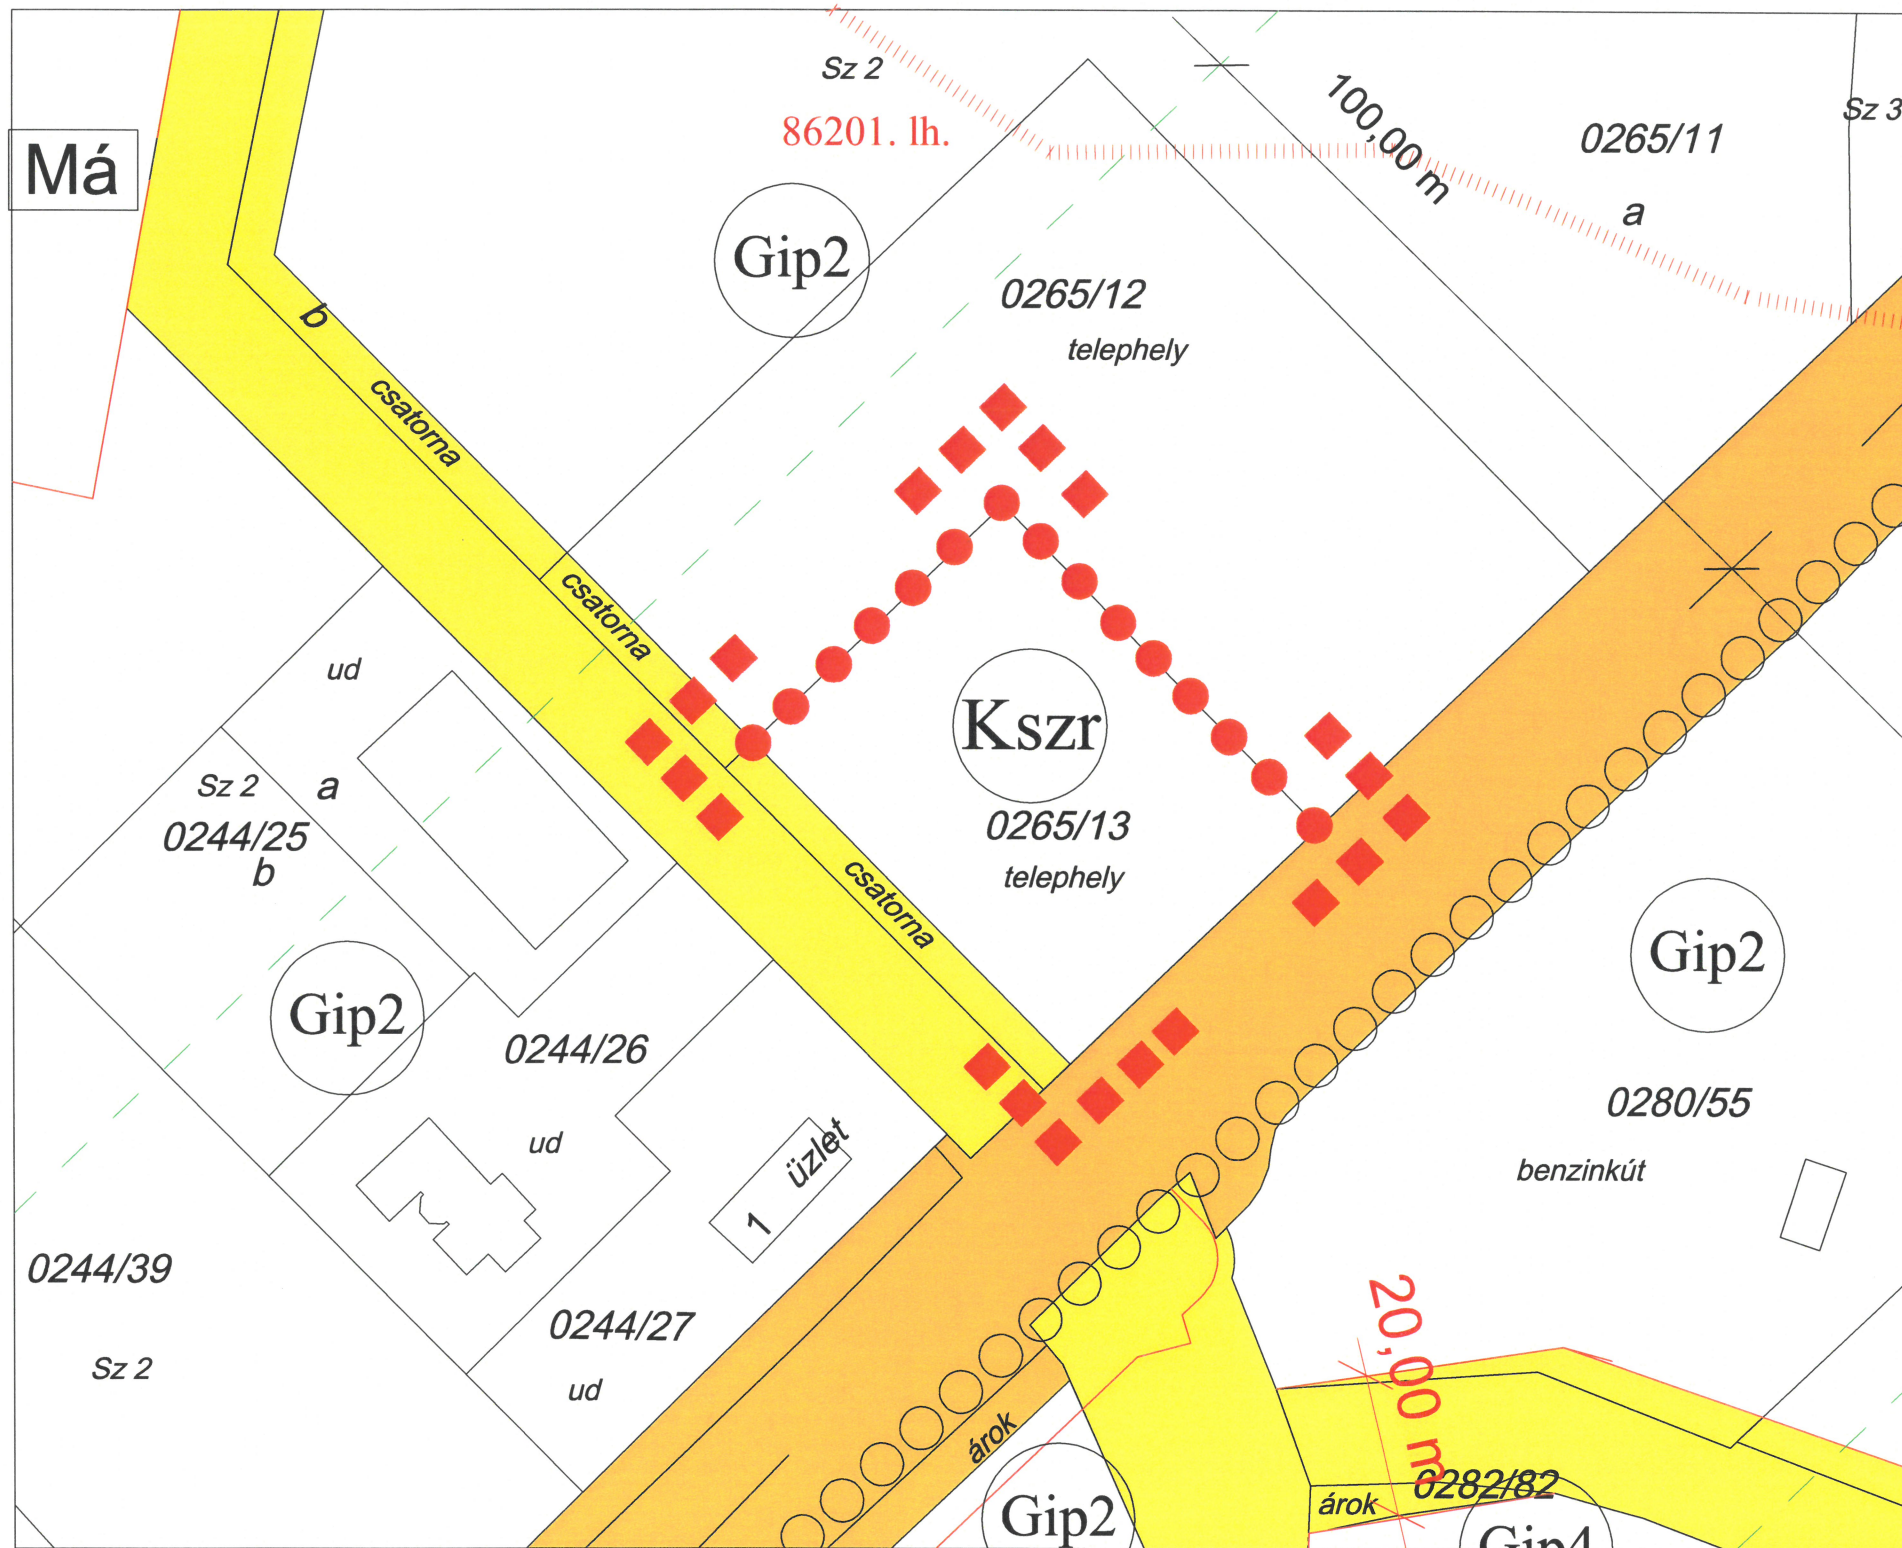 Sz 2
86201. lh.
100,00 m
0265/11
Sz 3
a
Má
Gip2
0265/12
telephely
b
csatorna
csatorna
ud
Kszr
0265/13
telephely
Sz 2
a
0244/25
b
csatorna
Gip2
Gip2
0244/26
ud
üzlet
1
0280/55
benzinkút
0244/39
Sz 2
0244/27
ud
20,00 m
árok
Gip2
árok
0282/82
Gip4